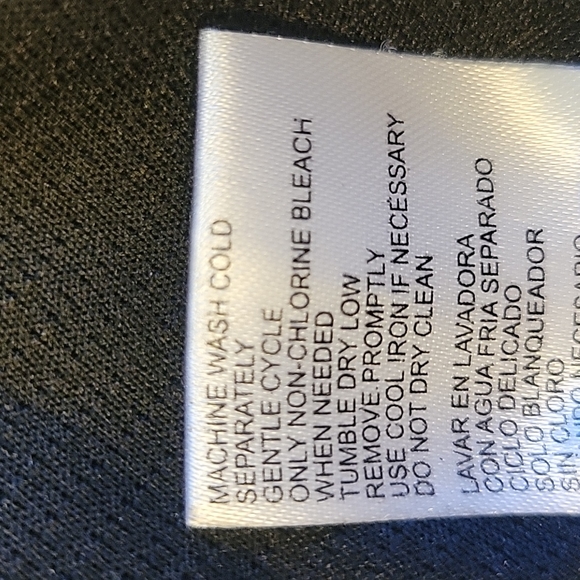 MACHINE WASH COLD
SEPARATELY
GENTLE CYCLE
ONLY NON-CHLORINE BLEACH
WHEN NEEDED
TUMBLE DRY LOW
REMOVE PROMPTLY
USE COOL IRON IF NECESSARY
DO NOT DRY CLEAN
LAVAR EN LAVADORA
CON AGUA FRIA SEPARADO
CICLO DELICADO
SOLO BLANQUEADOR
SIN CLORO